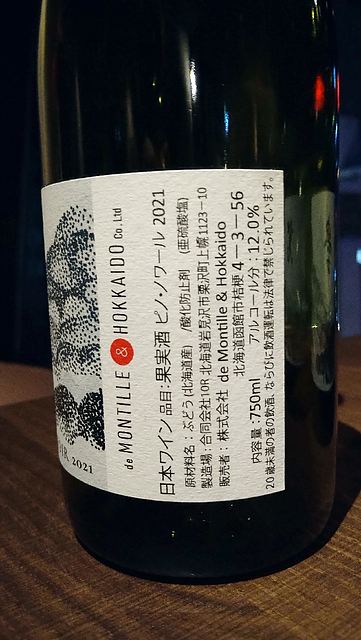 de MONTILLE & HOKKAIDO Co. Ltd
日本ワイン 品目:果実酒 ピノ・ノワール 2021
原材料名:ぶどう(北海道産) / 酸化防止剤 (亜硫酸塩)
製造場:合同会社10R 北海道岩見沢市栗沢町上幌1123-10
販売者:株式会社 de Montille & Hokkaido
北海道函館市桔梗4-3-56
内容量:750ml アルコール分:12.0%
20歳未満の者の飲酒、ならびに飲酒運転は法律で禁じられています。
2021